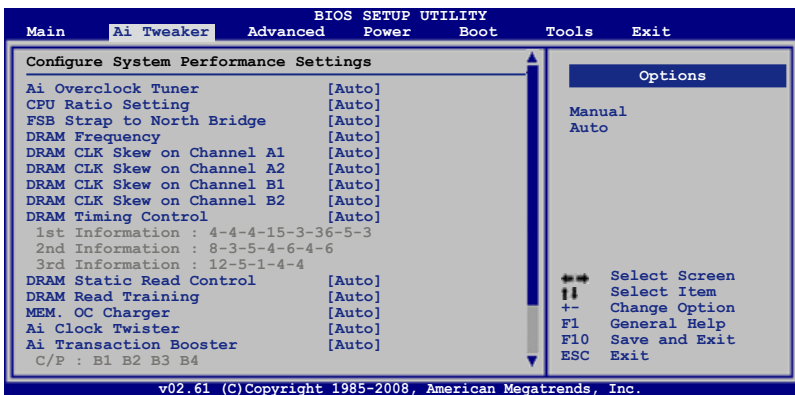 BIOS SETUP UTILITY
Main Ai Tweaker Advanced Power Boot Tools Exit
Configure System Performance Settings
Ai Overclock Tuner [Auto]
CPU Ratio Setting [Auto]
FSB Strap to North Bridge [Auto]
DRAM Frequency [Auto]
DRAM CLK Skew on Channel A1 [Auto]
DRAM CLK Skew on Channel A2 [Auto]
DRAM CLK Skew on Channel B1 [Auto]
DRAM CLK Skew on Channel B2 [Auto]
DRAM Timing Control [Auto]
1st Information : 4-4-4-15-3-36-5-3
2nd Information : 8-3-5-4-6-4-6
3rd Information : 12-5-1-4-4
DRAM Static Read Control [Auto]
DRAM Read Training [Auto]
MEM. OC Charger [Auto]
Ai Clock Twister [Auto]
Ai Transaction Booster [Auto]
C/P : B1 B2 B3 B4
Options
Manual
Auto
←→ Select Screen
↑↓ Select Item
+- Change Option
F1 General Help
F10 Save and Exit
ESC Exit
v02.61 (C)Copyright 1985-2008, American Megatrends, Inc.